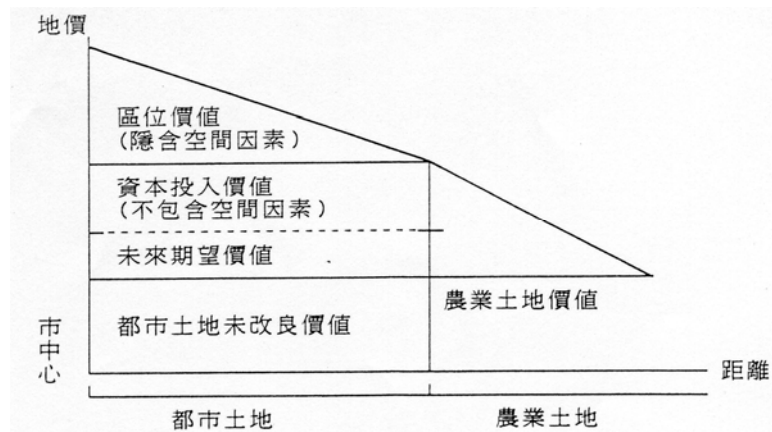 地價
區位價值
(隱含空間因素)
資本投入價值
(不包含空間因素)
未來期望價值
農業土地價值
都市土地未改良價值
市中心
距離
都市土地
農業土地